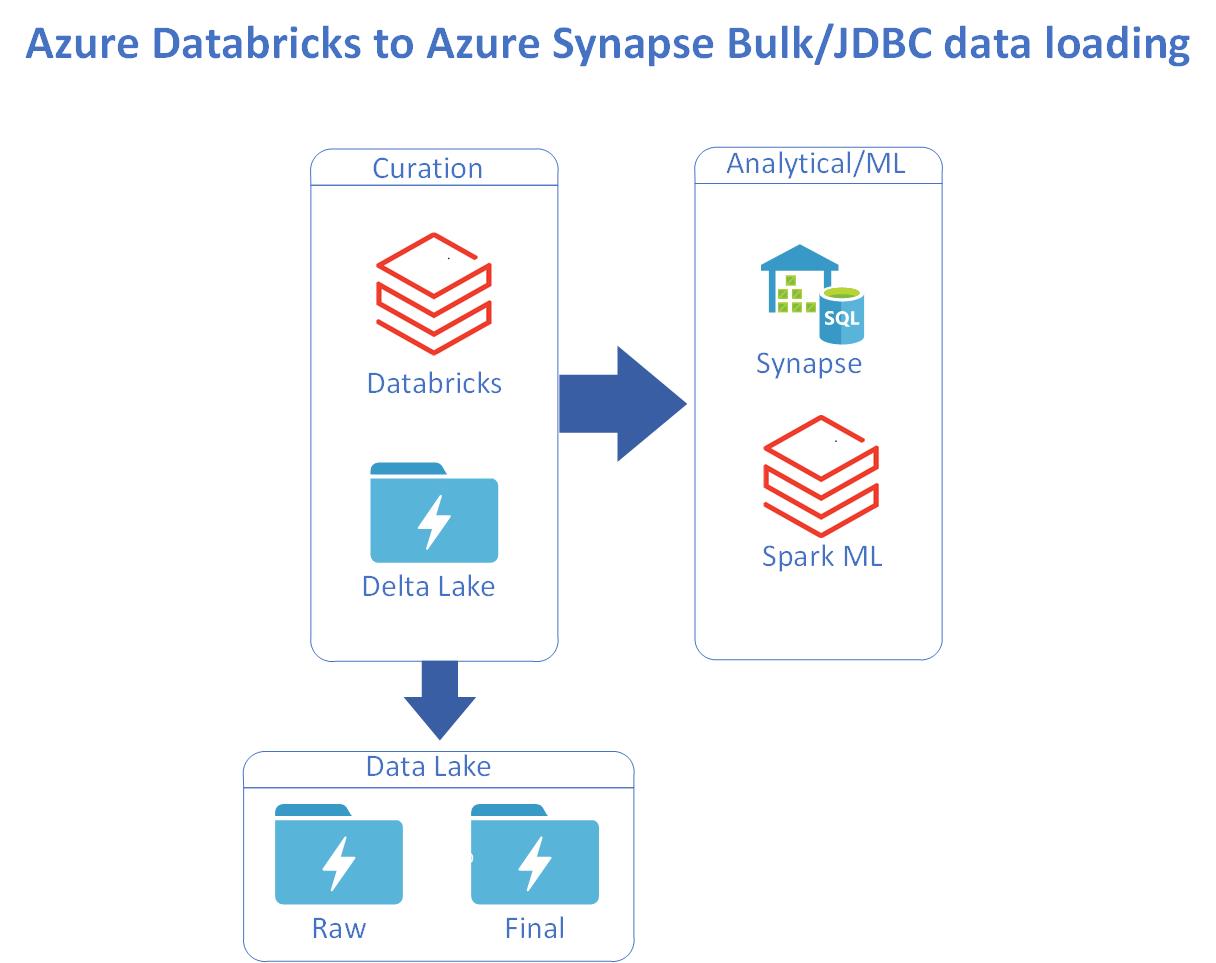 Azure Databricks to Azure Synapse Bulk/JDBC data loading
Curation
Databricks
Delta Lake
Analytical/ML
SQL
Synapse
Spark ML
Data Lake
Raw
Final